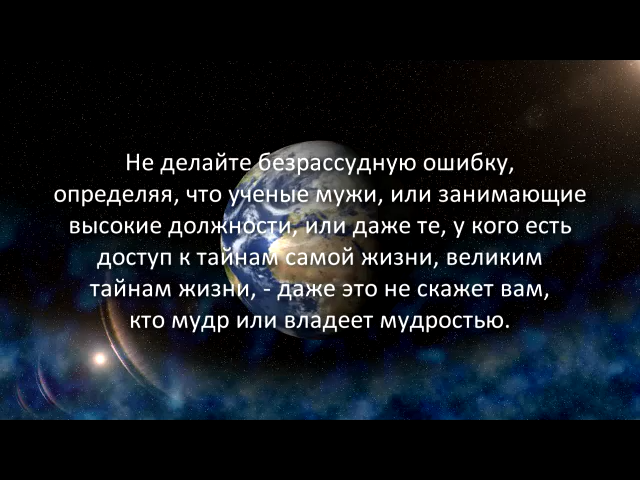 Не делайте безрассудную ошибку,
определяя, что ученые мужи, или занимающие
высокие должности, или даже те, у кого есть
доступ к тайнам самой жизни, великим
тайнам жизни, - даже это не скажет вам,
кто мудр или владеет мудростью.